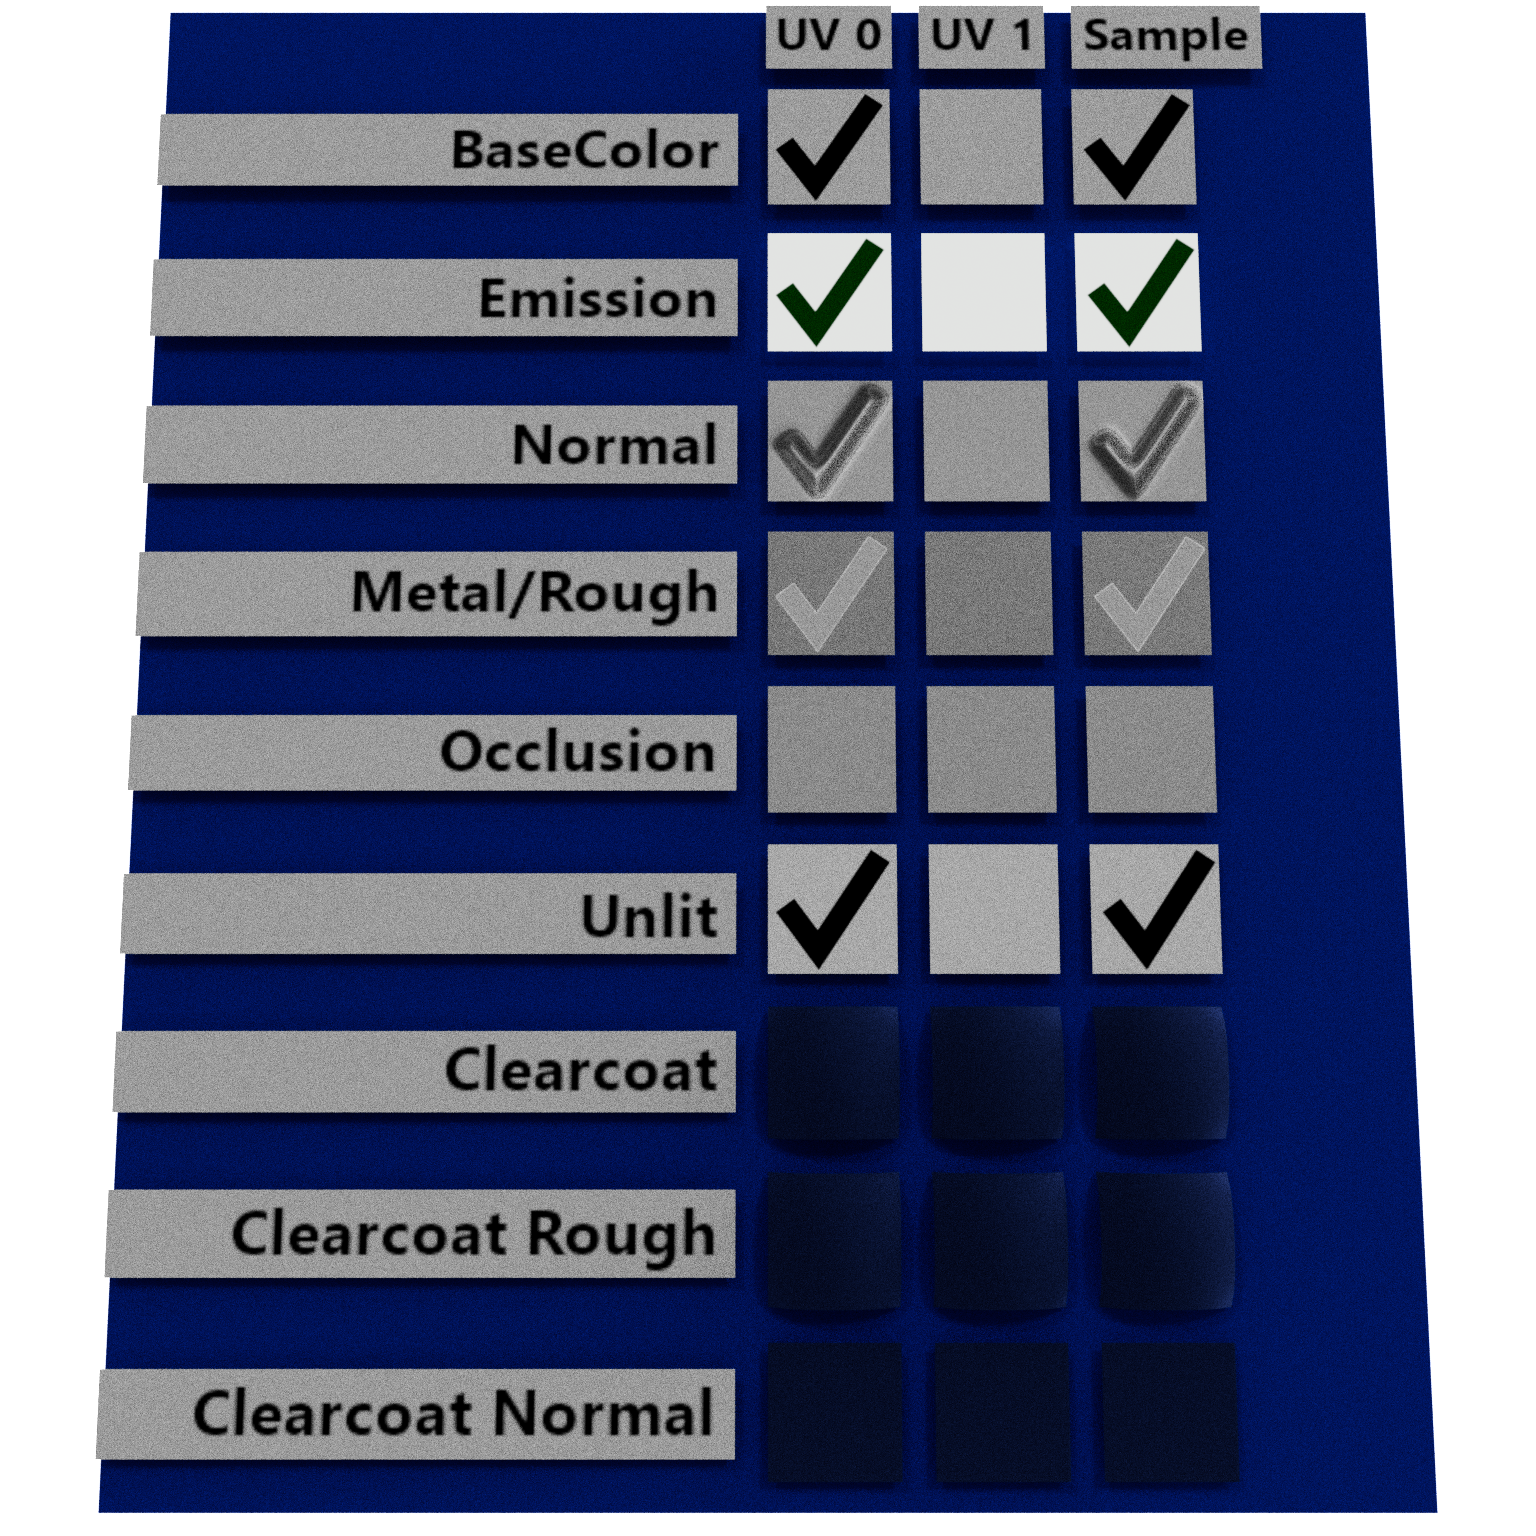 UV 0 UV 1 Sample
BaseColor
Emission
Normal
Metal/Rough
Occlusion
Unlit
Clearcoat
Clearcoat Rough
Clearcoat Normal